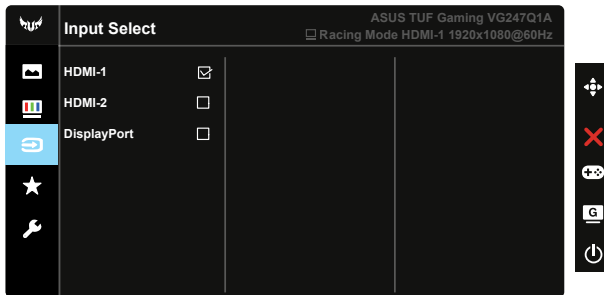 Input Select
ASUS TUF Gaming VG247Q1A
Racing Mode HDMI-1 1920x1080@60Hz
HDMI-1
HDMI-2
DisplayPort
G